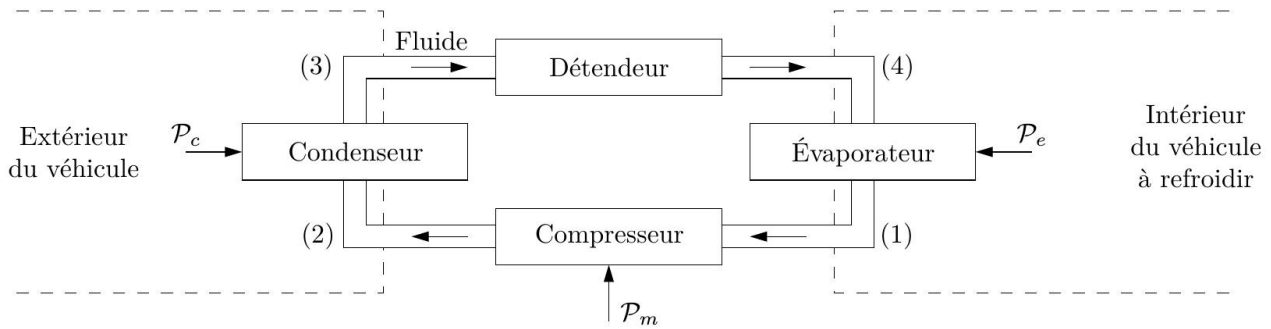 Fluide
(3)
Détendeur
(4)
Extérieur
du véhicule
𝒫c
Condenseur
Évaporateur
𝒫e
Intérieur
du véhicule
à refroidir
(2)
Compresseur
(1)
𝒫m